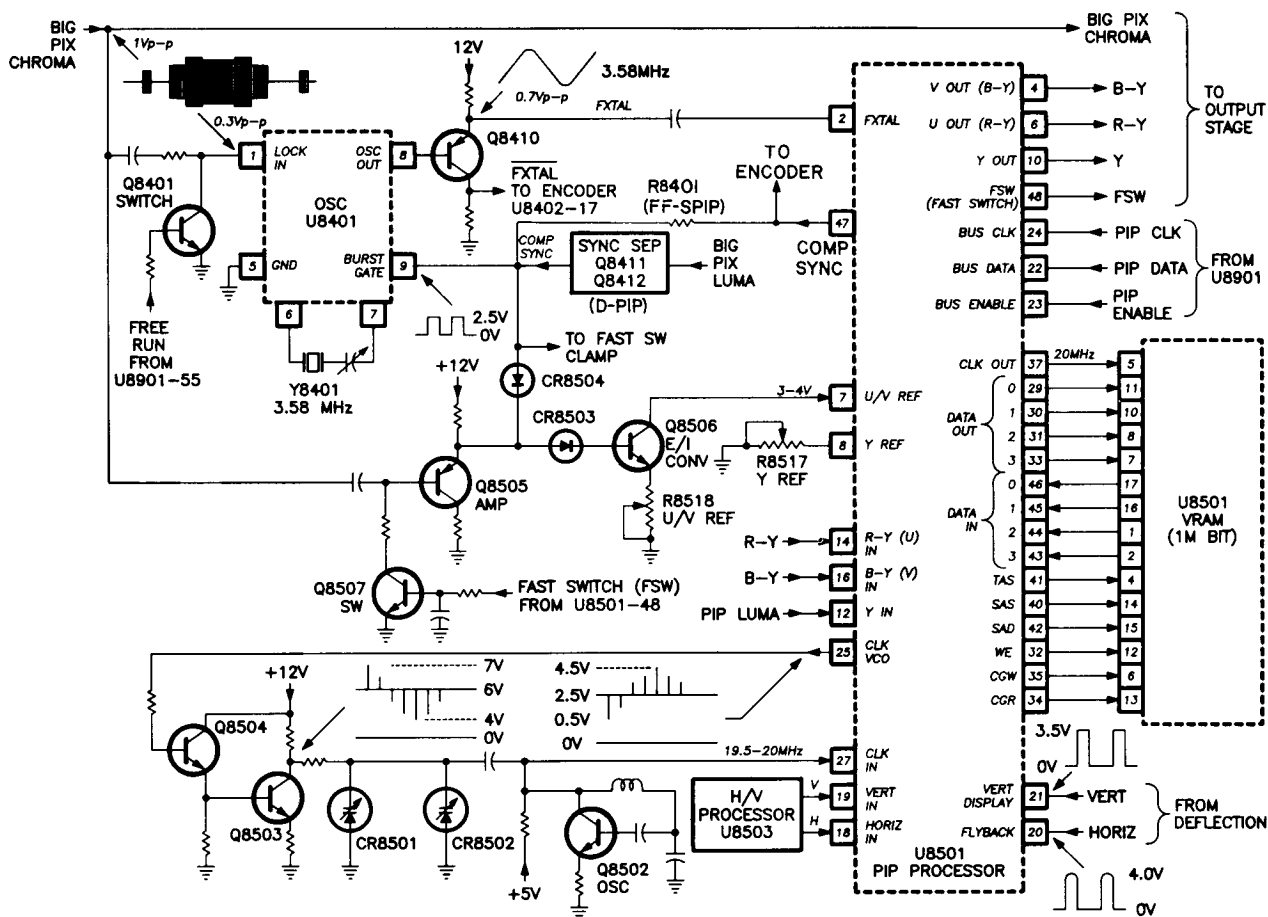 BIG
PIX
CHROMA
1Vp-p
0.3Vp-p
12V
3.58MHz
0.7Vp-p
FXTAL
BIG PIX
CHROMA
TO
OUTPUT
STAGE
Q8401
SWITCH
1
LOCK
IN
OSC
OUT
8
OSC
U8401
5
GND
BURST
GATE
9
6
7
Y8401
3.58 MHz
FREE
RUN
FROM
U8901-55
Q8410
FXTAL
TO ENCODER
U8402-17
TO
ENCODER
R8401
(FF-SPIP)
COMP
SYNC
SYNC SEP
Q8411
Q8412
(D-PIP)
BIG
PIX
LUMA
2.5V
0V
TO FAST SW
CLAMP
CR8504
+12V
CR8503
Q8505
AMP
Q8506
E/I
CONV
R8518
U/V REF
3-4V
R8517
Y REF
Q8507
SW
FAST SWITCH (FSW)
FROM U8501-48
R-Y
B-Y
PIP LUMA
2
FXTAL
47
COMP
SYNC
7
U/V REF
8
Y REF
14
R-Y (U)
IN
16
B-Y (V)
IN
12
Y IN
25
CLK
VCO
27
CLK
IN
19
VERT
IN
18
HORIZ
IN
V OUT (B-Y)
4
B-Y
U OUT (R-Y)
6
R-Y
Y OUT
10
Y
FSW
(FAST SWITCH)
48
FSW
BUS CLK
24
PIP CLK
BUS DATA
22
PIP DATA
BUS ENABLE
23
PIP
ENABLE
FROM
U8901
CLK OUT
37
20MHz
5
DATA
OUT
0
29
11
1
30
10
2
31
8
3
33
7
DATA
IN
0
46
17
1
45
16
2
44
1
3
43
2
TAS
41
4
SAS
40
14
SAD
42
15
WE
32
12
CGW
35
6
CGR
34
13
U8501
VRAM
(1M BIT)
3.5V
0V
VERT
DISPLAY
21
VERT
FLYBACK
20
HORIZ
FROM
DEFLECTION
4.0V
0V
U8501
PIP PROCESSOR
+12V
7V
6V
4V
0V
4.5V
2.5V
0.5V
0V
Q8504
Q8503
CR8501
CR8502
19.5-20MHz
+5V
Q8502
OSC
H/V
PROCESSOR
U8503
V
H